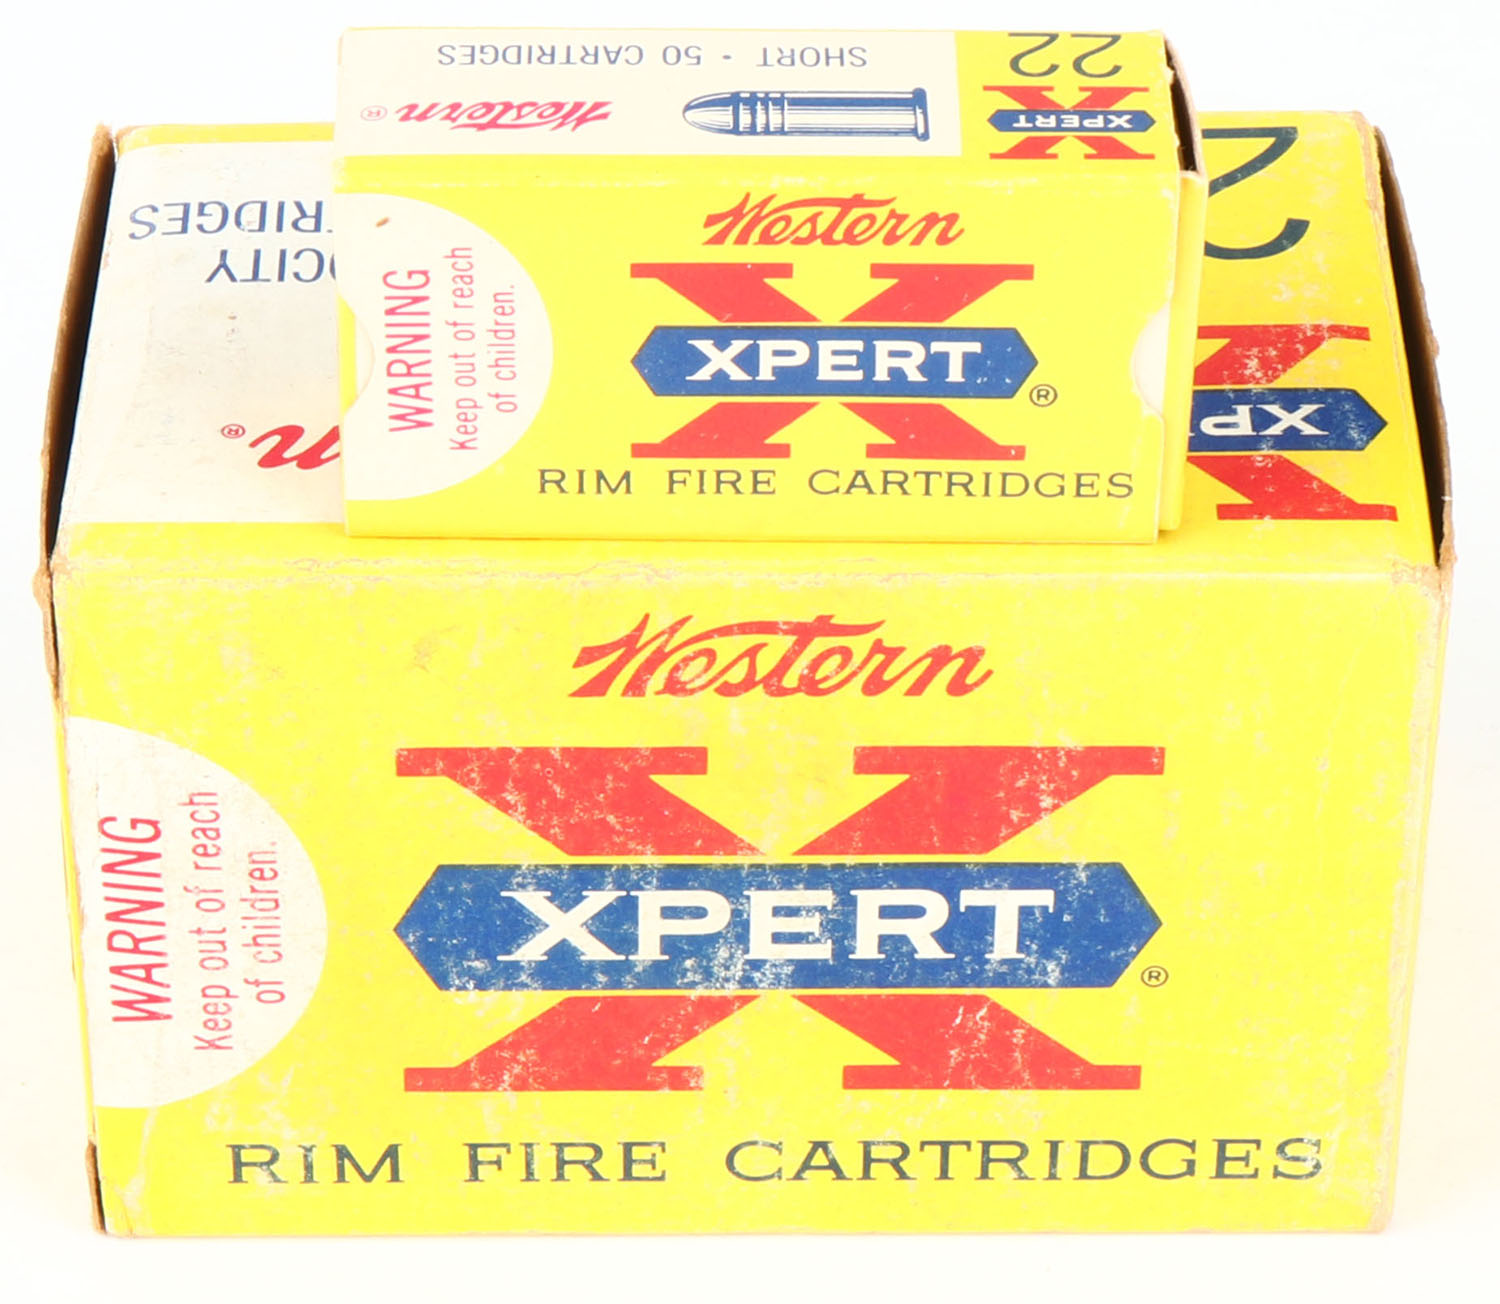 SHORT · 50 CARTRIDGES
Western ®
22
XPERT
Western
XPERT ®
RIM FIRE CARTRIDGES
WARNING
Keep out of reach
of children.
®
Western
XPERT ®
RIM FIRE CARTRIDGES
WARNING
Keep out of reach
of children.